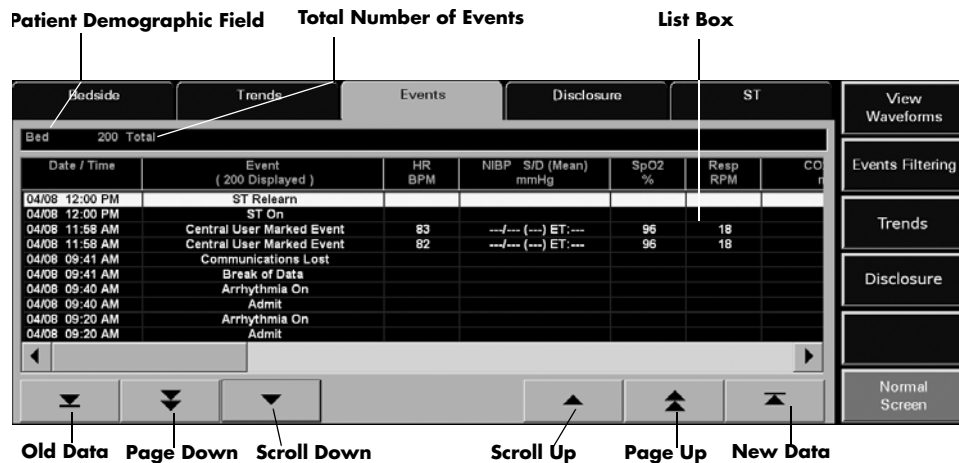 Patient Demographic Field Total Number of Events List Box
Bedside Trends Events Disclosure ST
View
Waveforms
Bed 200 Total
Date / Time Event HR NIBP S/D (Mean) SpO2 Resp CO
( 200 Displayed ) BPM mmHg % RPM
Events Filtering
04/08 12:00 PM ST Relearn
04/08 12:00 PM ST On
04/08 11:58 AM Central User Marked Event 83 ---/--- (---) ET:--- 96 18
04/08 11:58 AM Central User Marked Event 82 ---/--- (---) ET:--- 96 18
04/08 09:41 AM Communications Lost
04/08 09:41 AM Break of Data
04/08 09:40 AM Arrhythmia On
04/08 09:40 AM Admit
04/08 09:20 AM Arrhythmia On
04/08 09:20 AM Admit
Trends
Disclosure
Normal
Screen
Old Data Page Down Scroll Down Scroll Up Page Up New Data